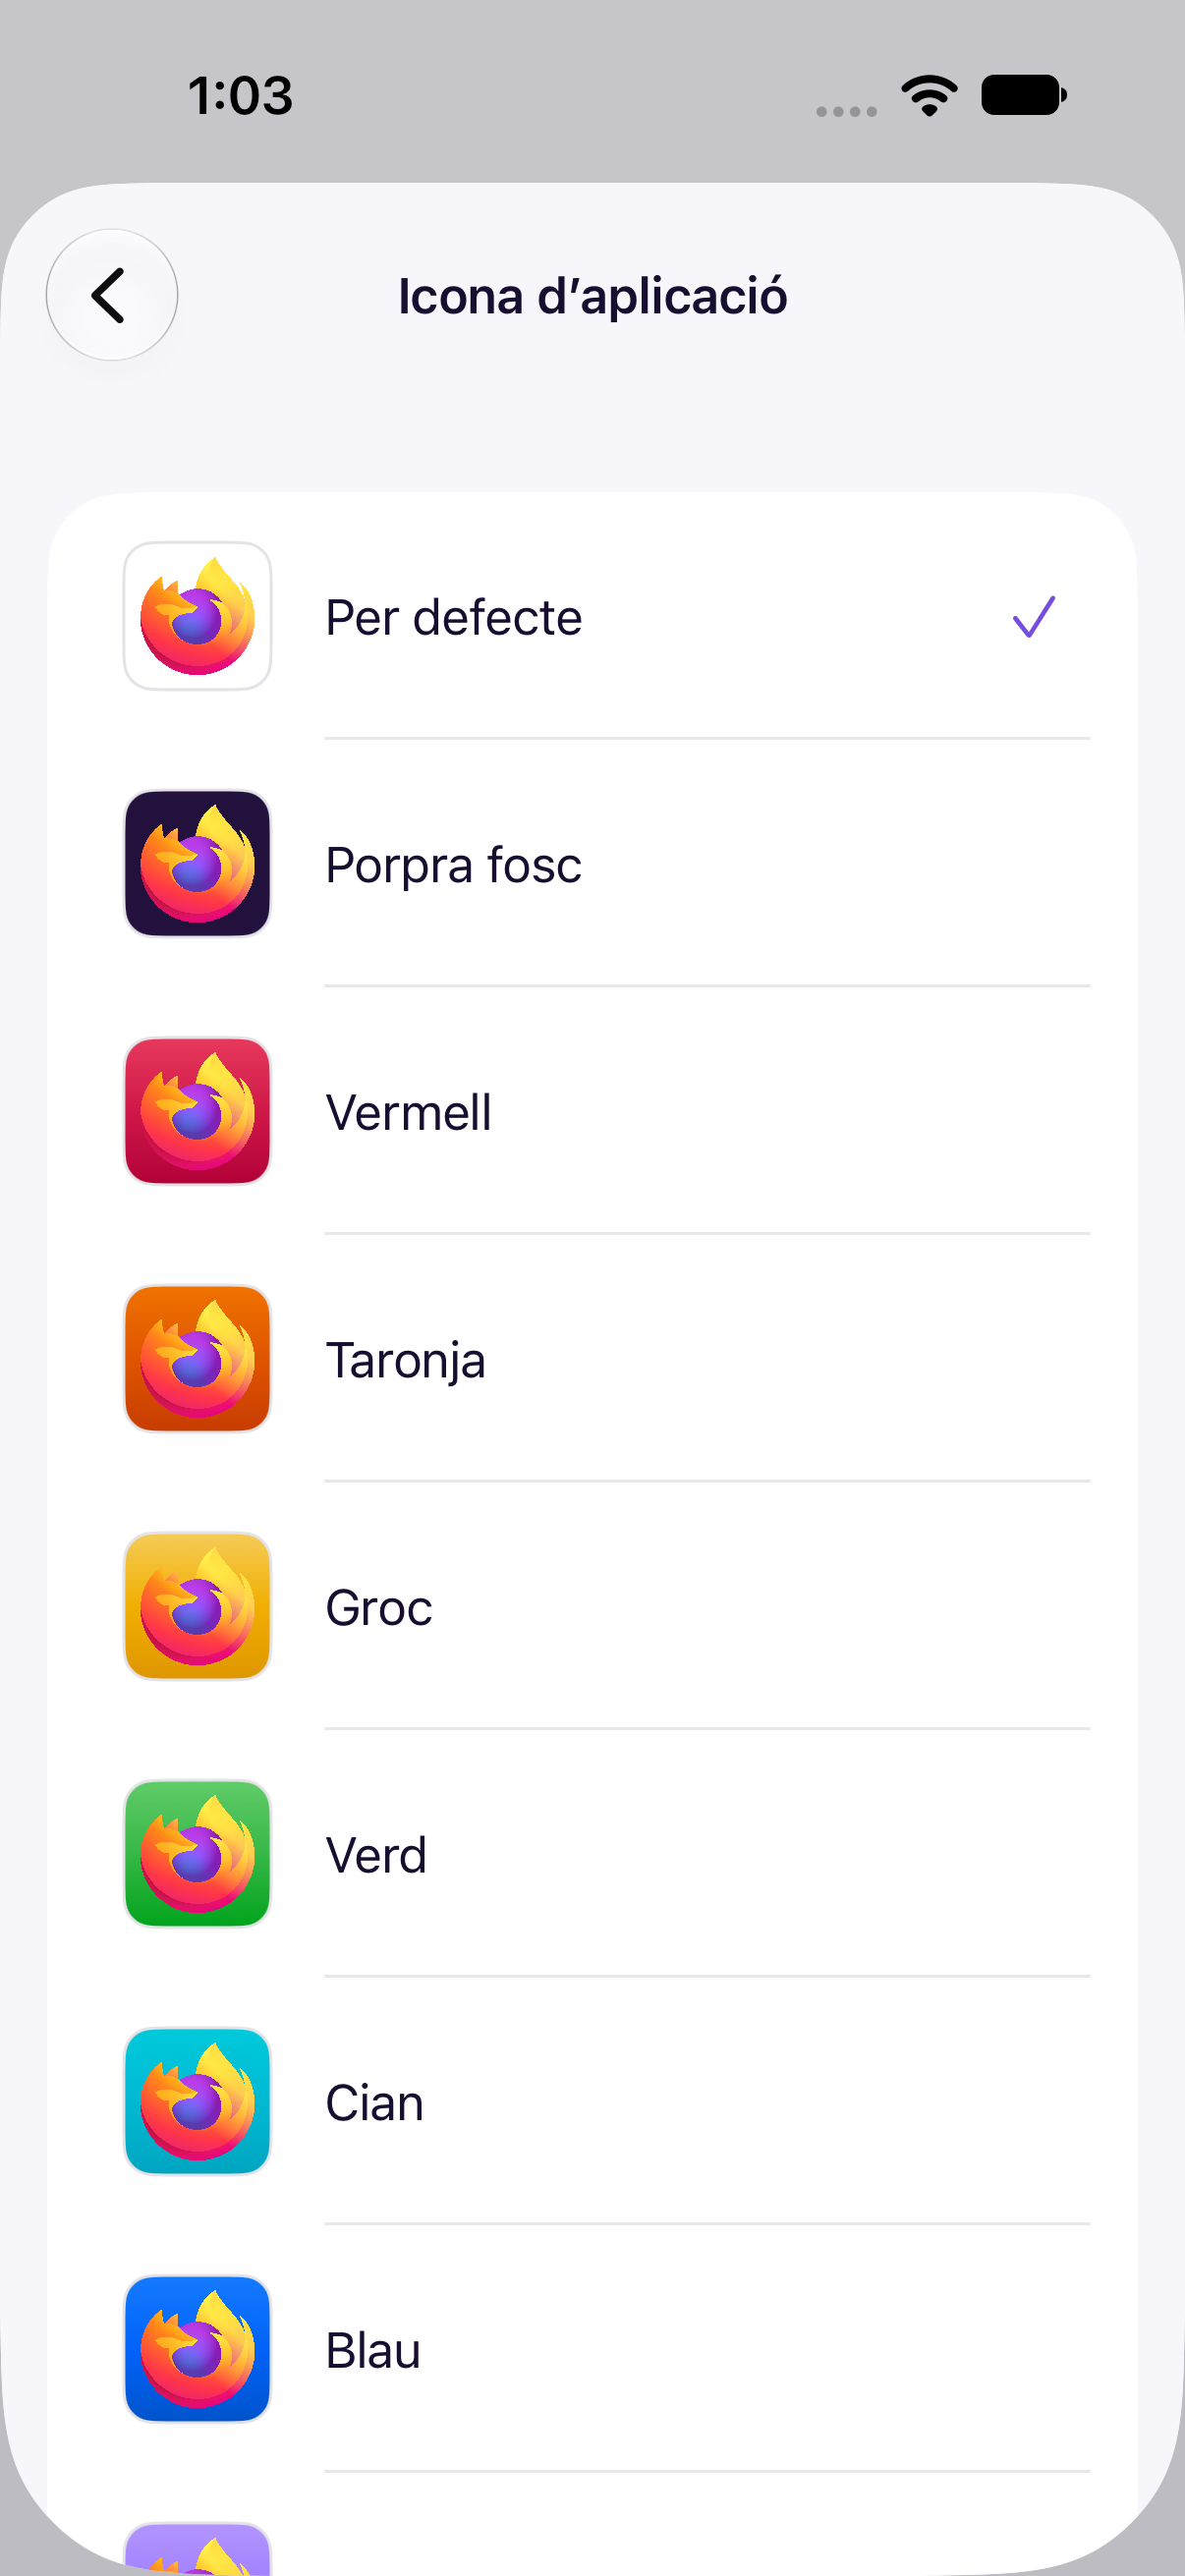 1:03
Icona d’aplicació
Per defecte
Porpra fosc
Vermell
Taronja
Groc
Verd
Cian
Blau